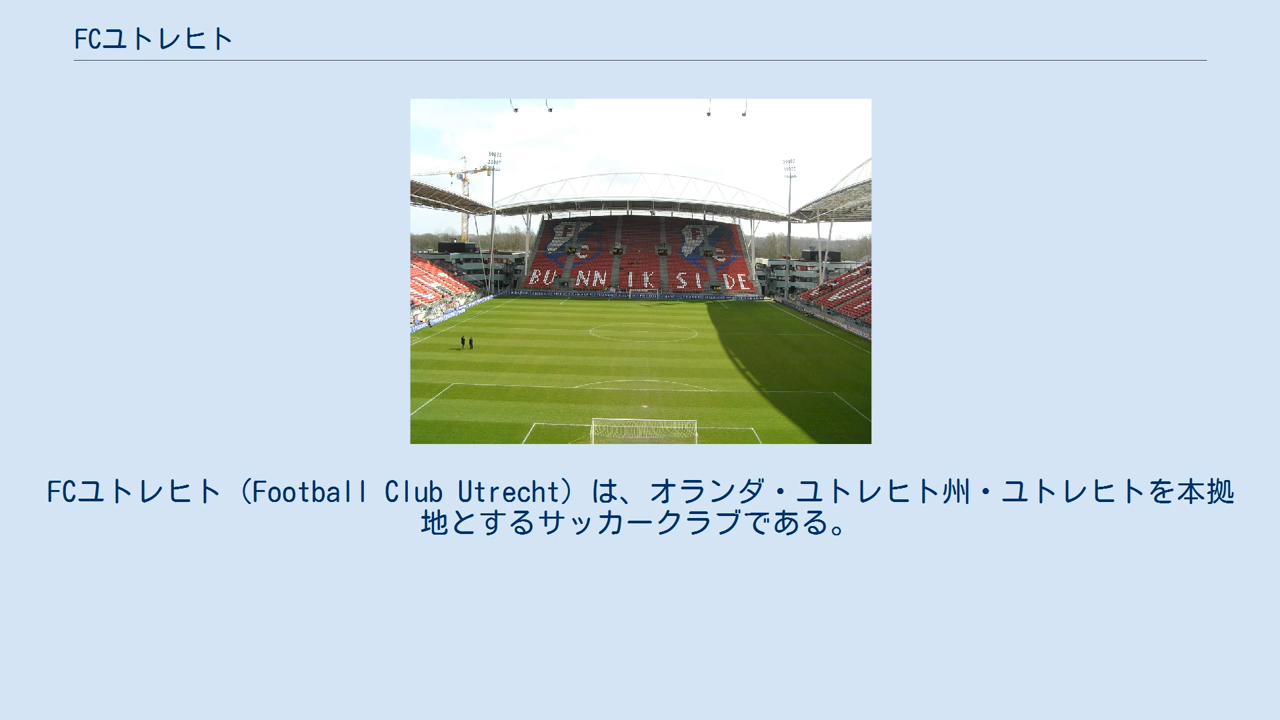 FCユトレヒト
BUNNIKSIDE
FCユトレヒト（Football Club Utrecht）は、オランダ・ユトレヒト州・ユトレヒトを本拠
地とするサッカークラブである。